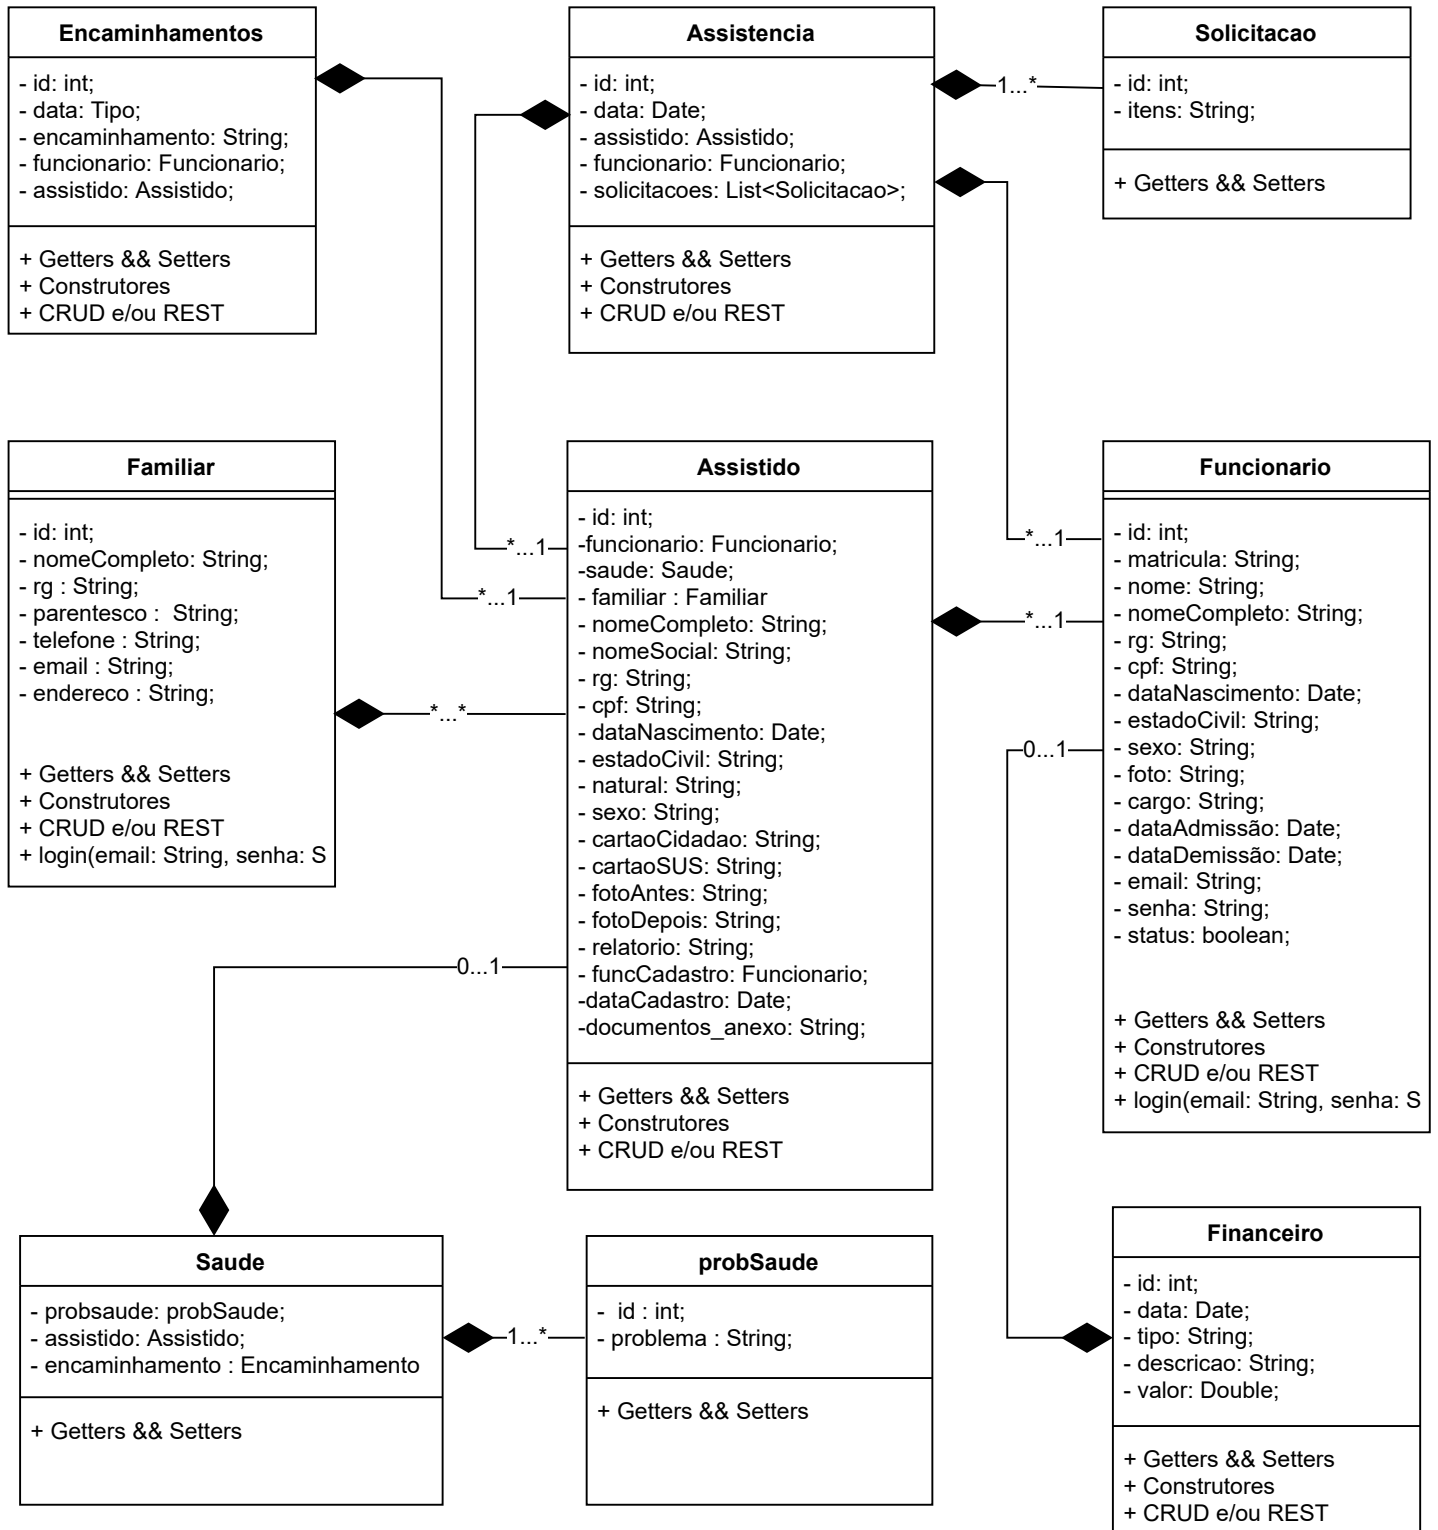 Encaminhamentos
- id: int;
- data: Tipo;
- encaminhamento: String;
- funcionario: Funcionario;
- assistido: Assistido;
+ Getters && Setters
+ Construtores
+ CRUD e/ou REST
Assistencia
- id: int;
- data: Date;
- assistido: Assistido;
- funcionario: Funcionario;
- solicitacoes: List<Solicitacao>;
+ Getters && Setters
+ Construtores
+ CRUD e/ou REST
1...*
Solicitacao
- id: int;
- itens: String;
+ Getters && Setters
Familiar
- id: int;
- nomeCompleto: String;
- rg : String;
- parentesco :  String;
- telefone : String;
- email : String;
- endereco : String;
+ Getters && Setters
+ Construtores
+ CRUD e/ou REST
+ login(email: String, senha: S
*...1
*...1
*...*
0...1
Assistido
- id: int;
-funcionario: Funcionario;
-saude: Saude;
- familiar : Familiar
- nomeCompleto: String;
- nomeSocial: String;
- rg: String;
- cpf: String;
- dataNascimento: Date;
- estadoCivil: String;
- natural: String;
- sexo: String;
- cartaoCidadao: String;
- cartaoSUS: String;
- fotoAntes: String;
- fotoDepois: String;
- relatorio: String;
- funcCadastro: Funcionario;
-dataCadastro: Date;
-documentos_anexo: String;
+ Getters && Setters
+ Construtores
+ CRUD e/ou REST
*...1
*...1
0...1
Funcionario
- id: int;
- matricula: String;
- nome: String;
- nomeCompleto: String;
- rg: String;
- cpf: String;
- dataNascimento: Date;
- estadoCivil: String;
- sexo: String;
- foto: String;
- cargo: String;
- dataAdmissão: Date;
- dataDemissão: Date;
- email: String;
- senha: String;
- status: boolean;
+ Getters && Setters
+ Construtores
+ CRUD e/ou REST
+ login(email: String, senha: S
Saude
- probsaude: probSaude;
- assistido: Assistido;
- encaminhamento : Encaminhamento
+ Getters && Setters
1...*
probSaude
-  id : int;
- problema : String;
+ Getters && Setters
Financeiro
- id: int;
- data: Date;
- tipo: String;
- descricao: String;
- valor: Double;
+ Getters && Setters
+ Construtores
+ CRUD e/ou REST